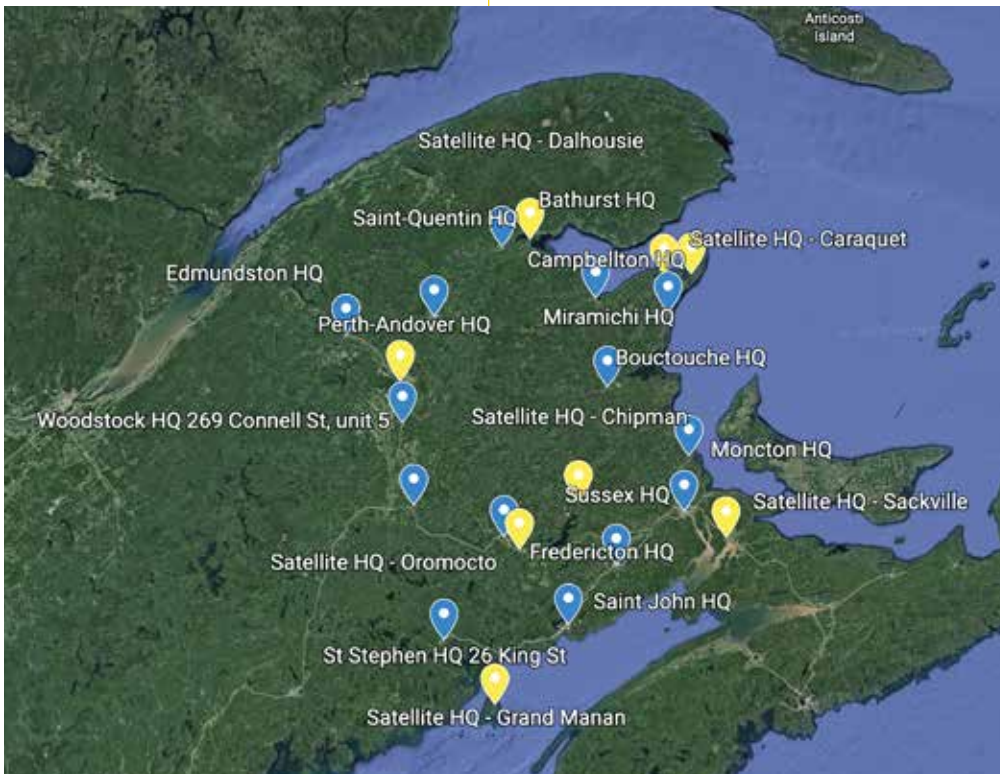 Anticosti
Island
Satellite HQ - Dalhousie
Bathurst HQ
Saint-Quentin HQ
Satellite HQ - Caraquet
Campbellton HQ
Edmundston HQ
Miramichi HQ
Perth-Andover HQ
Bouctouche HQ
Satellite HQ - Chipman
Woodstock HQ 269 Connell St, unit 5
Moncton HQ
Sussex HQ
Satellite HQ - Sackville
Fredericton HQ
Satellite HQ - Oromocto
Saint John HQ
St Stephen HQ 26 King St
Satellite HQ - Grand Manan